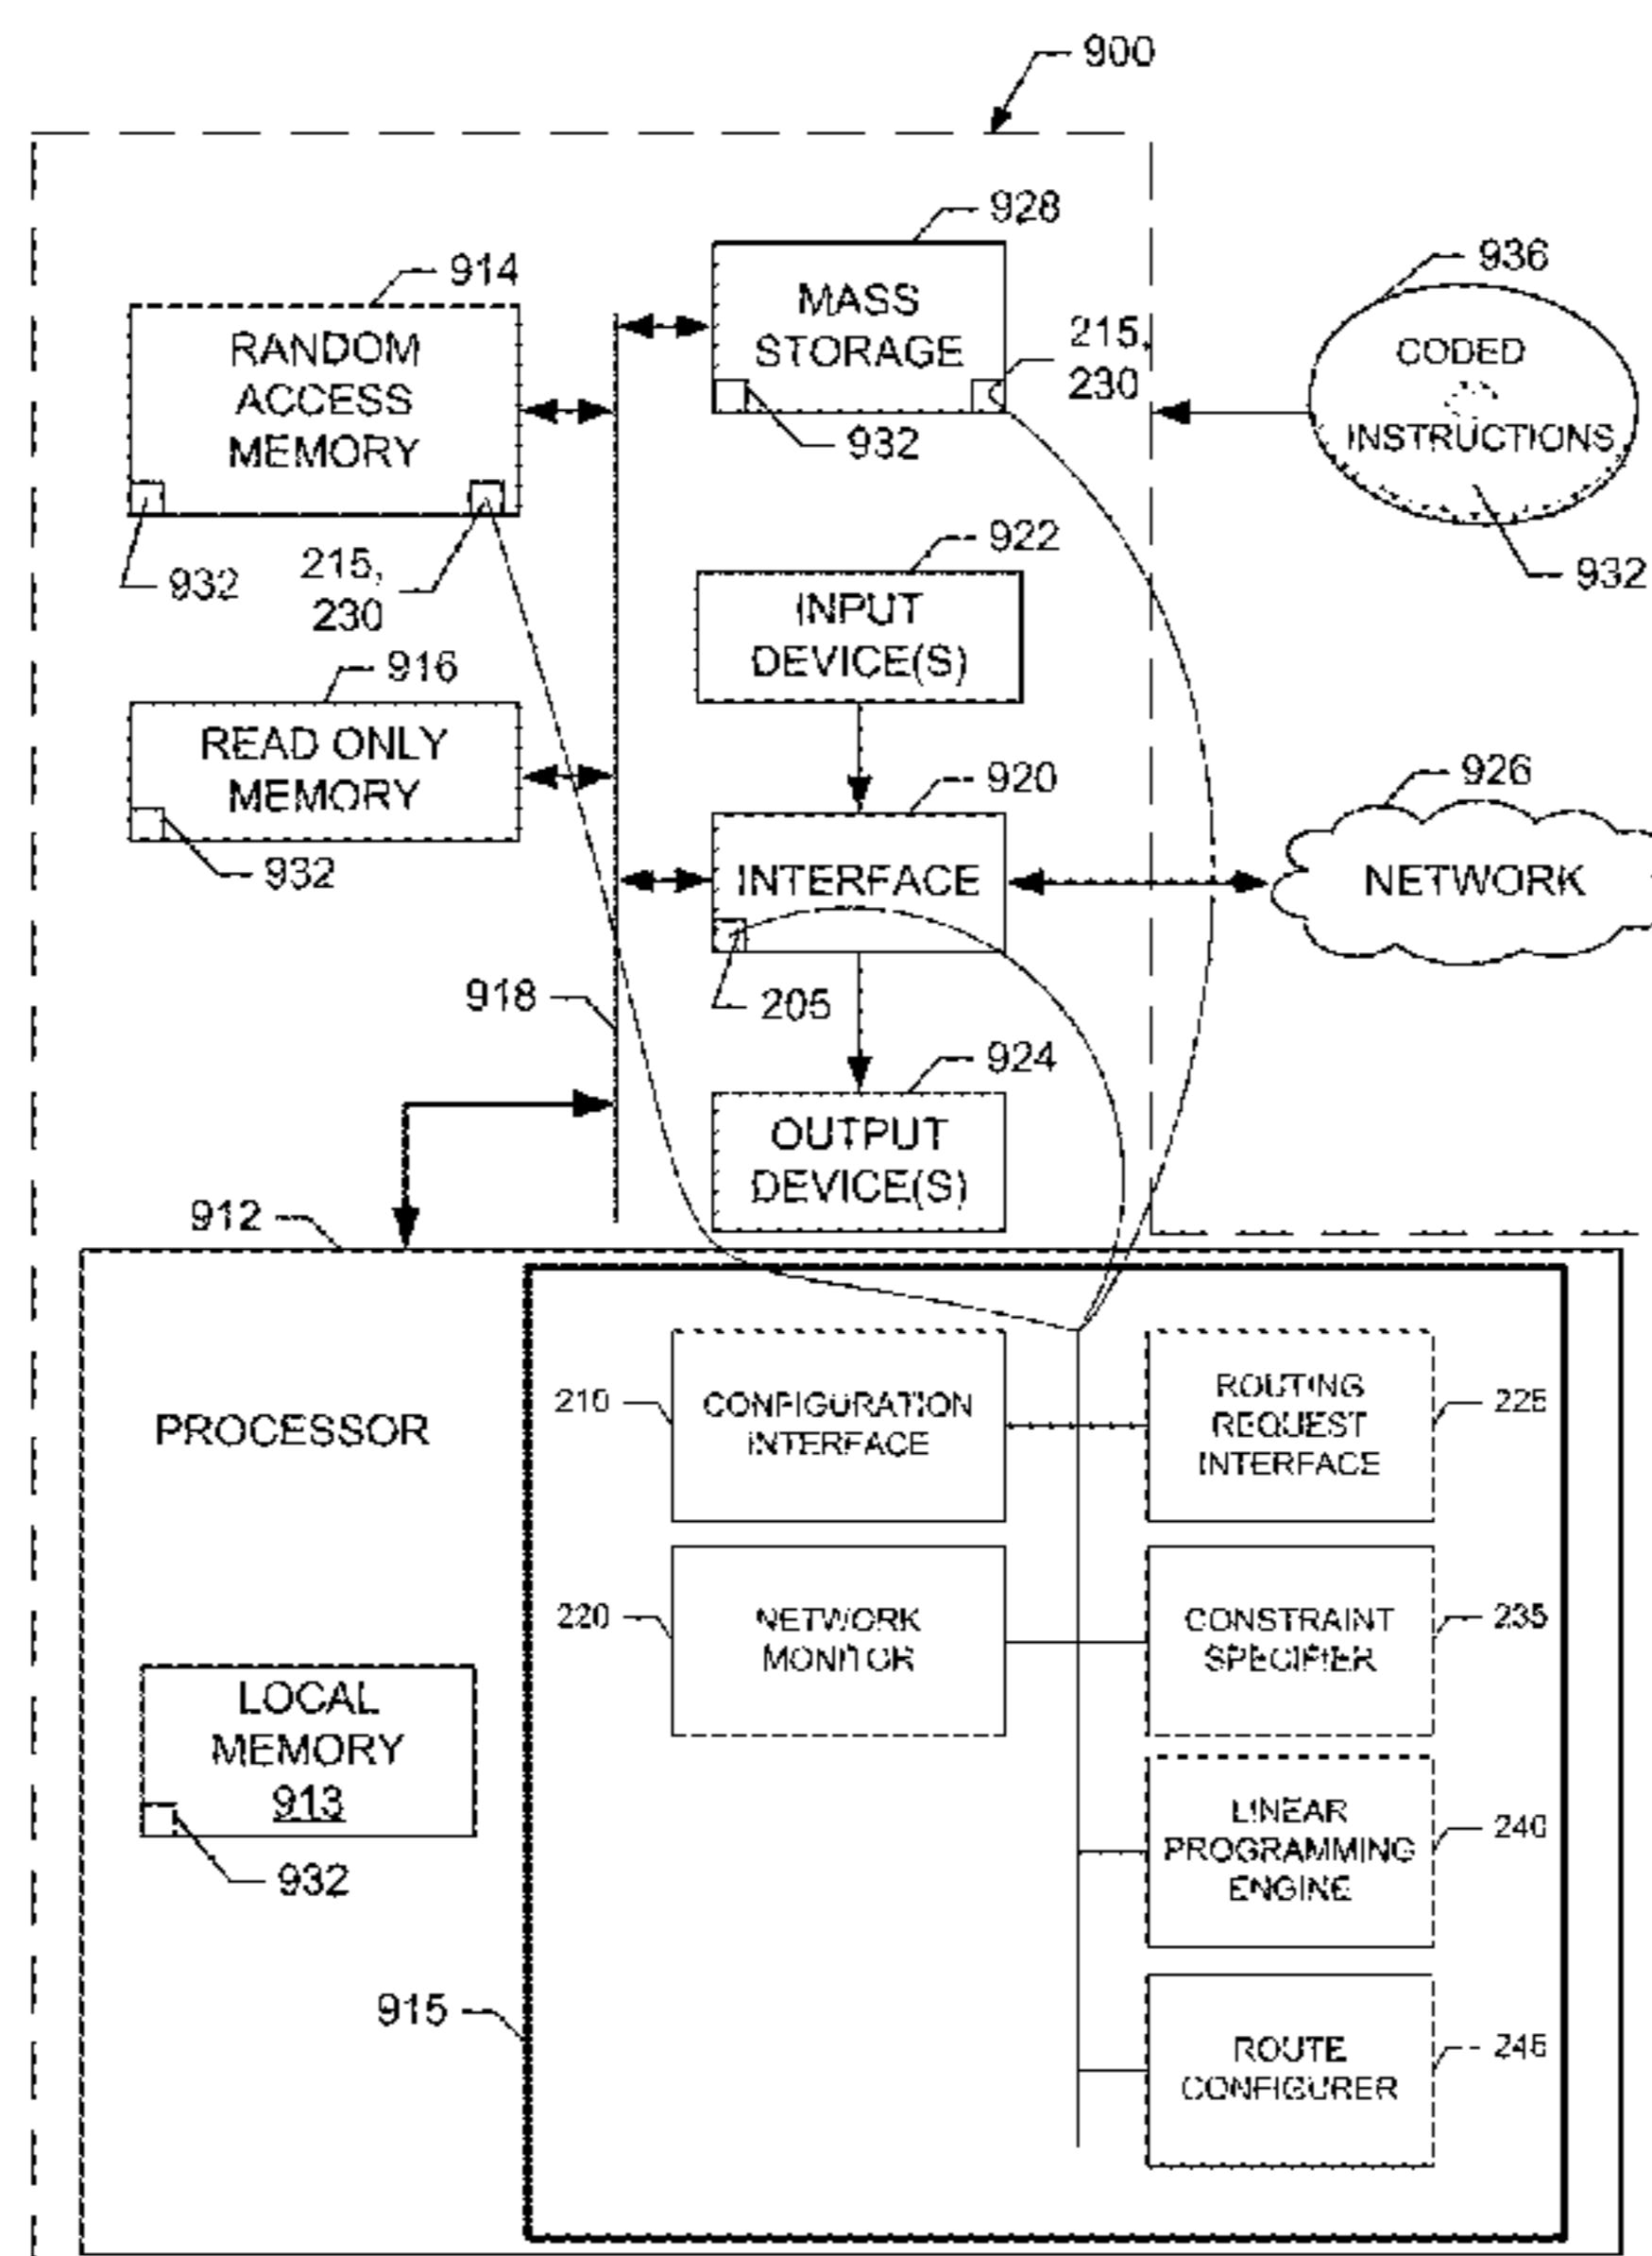 900
928
914
936
MASS
STORAGE
215,
230
RANDOM
ACCESS
MEMORY
CODED
INSTRUCTIONS
932
922
932
215,
230
932
INPUT
DEVICE(S)
916
READ ONLY
MEMORY
920
926
932
INTERFACE
NETWORK
918
205
924
OUTPUT
DEVICE(S)
912
PROCESSOR
210
CONFIGURATION
INTERFACE
ROUTING
REQUEST
INTERFACE
225
220
NETWORK
MONITOR
CONSTRAINT
SPECIFIER
235
LOCAL
MEMORY
913
932
LINEAR
PROGRAMMING
ENGINE
240
915
ROUTE
CONFIGURER
245